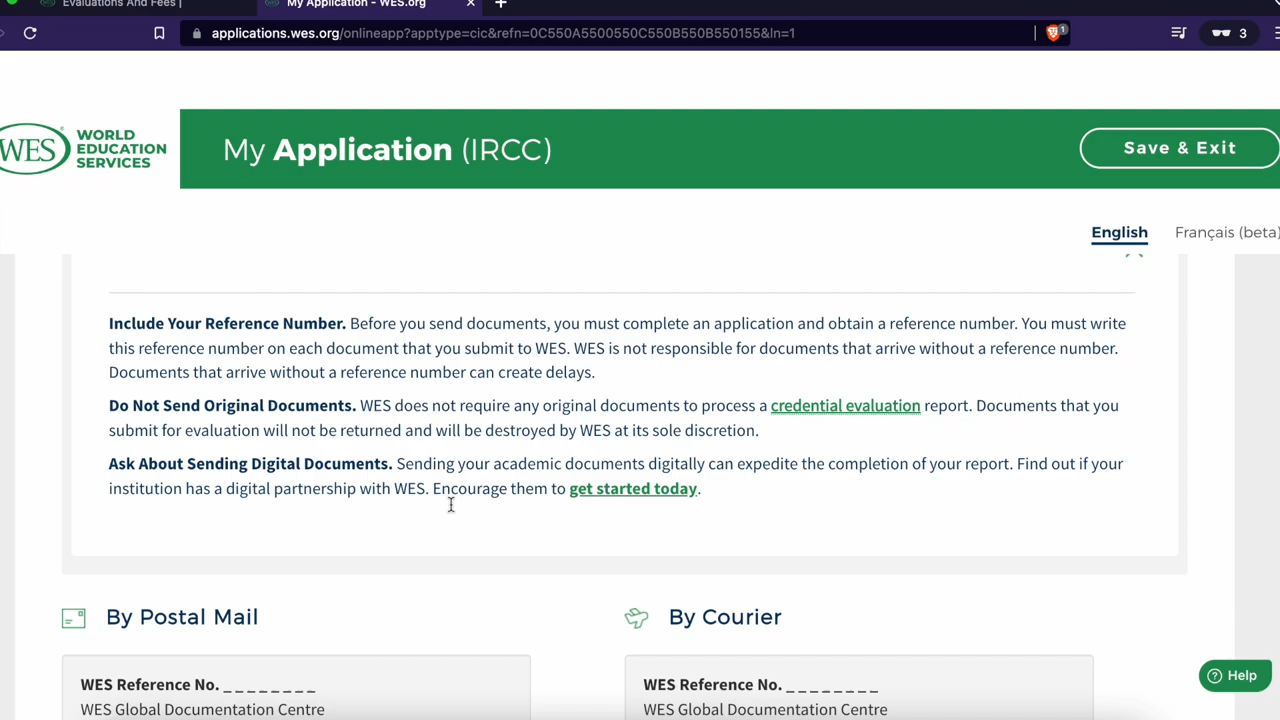 Evaluations And Fees |
My Application - WES.org
applications.wes.org/onlineapp?apptype=cic&refn=0C550A5500550C550B550B550155&ln=1
1
3
WES
WORLD
EDUCATION
SERVICES
My Application (IRCC)
Save & Exit
English
Français (beta)
Include Your Reference Number. Before you send documents, you must complete an application and obtain a reference number. You must write
this reference number on each document that you submit to WES. WES is not responsible for documents that arrive without a reference number.
Documents that arrive without a reference number can create delays.
Do Not Send Original Documents. WES does not require any original documents to process a credential evaluation report. Documents that you
submit for evaluation will not be returned and will be destroyed by WES at its sole discretion.
Ask About Sending Digital Documents. Sending your academic documents digitally can expedite the completion of your report. Find out if your
institution has a digital partnership with WES. Encourage them to get started today.
By Postal Mail
By Courier
WES Reference No. _ _ _ _ _ _ _ _
WES Global Documentation Centre
WES Reference No. _ _ _ _ _ _ _ _
WES Global Documentation Centre
Help